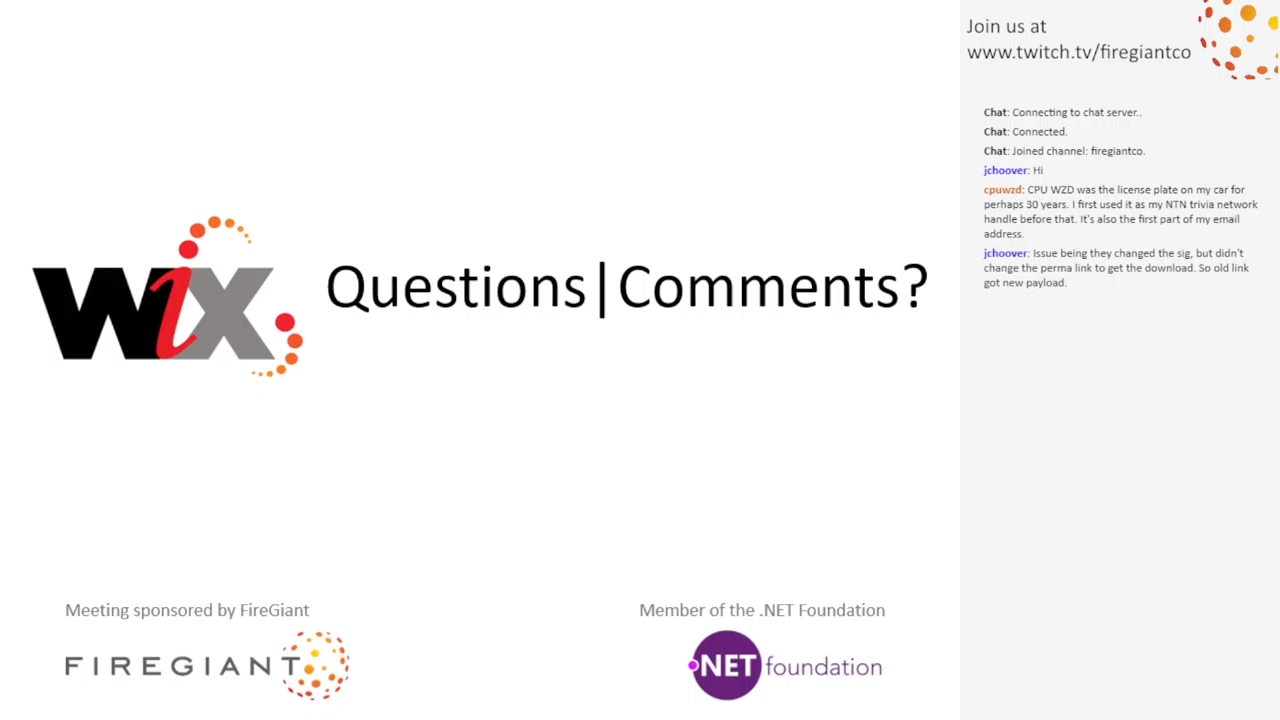 WiX
Questions|Comments?
Meeting sponsored by FireGiant
FIREGIANT
Member of the .NET Foundation
.NET foundation
Join us at
www.twitch.tv/firegiantco
Chat: Connecting to chat server..
Chat: Connected.
Chat: Joined channel: firegiantco.
jchoover: Hi
cpuwzd: CPU WZD was the license plate on my car for
perhaps 30 years. I first used it as my NTN trivia network
handle before that. It's also the first part of my email
address.
jchoover: Issue being they changed the sig, but didn't
change the perma link to get the download. So old link
got new payload.